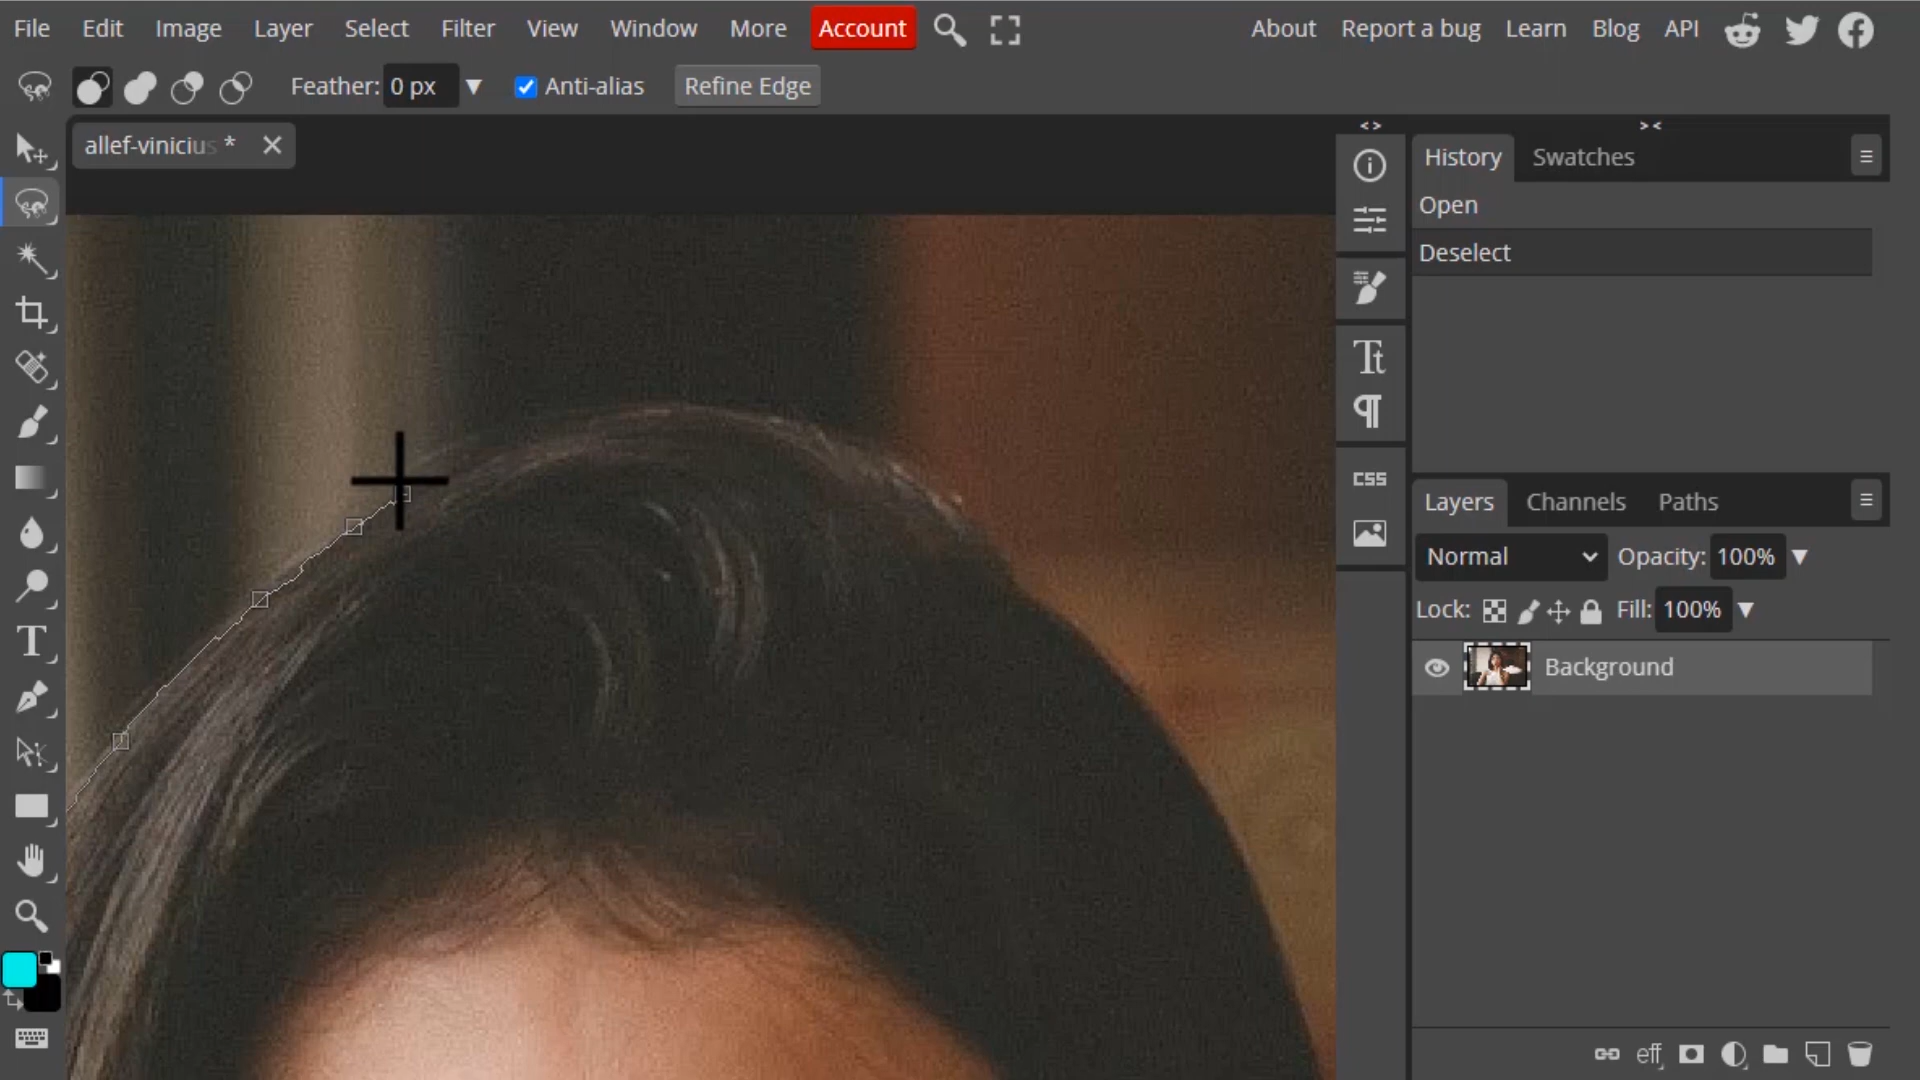 File Edit Image Layer Select Filter View Window More Account About Report a bug Learn Blog API
Feather: 0 px Anti-alias Refine Edge
allef-vinicius *
History Swatches
Open
Deselect
CSS
Layers Channels Paths
Normal Opacity: 100%
Lock: Fill: 100%
Background
eff